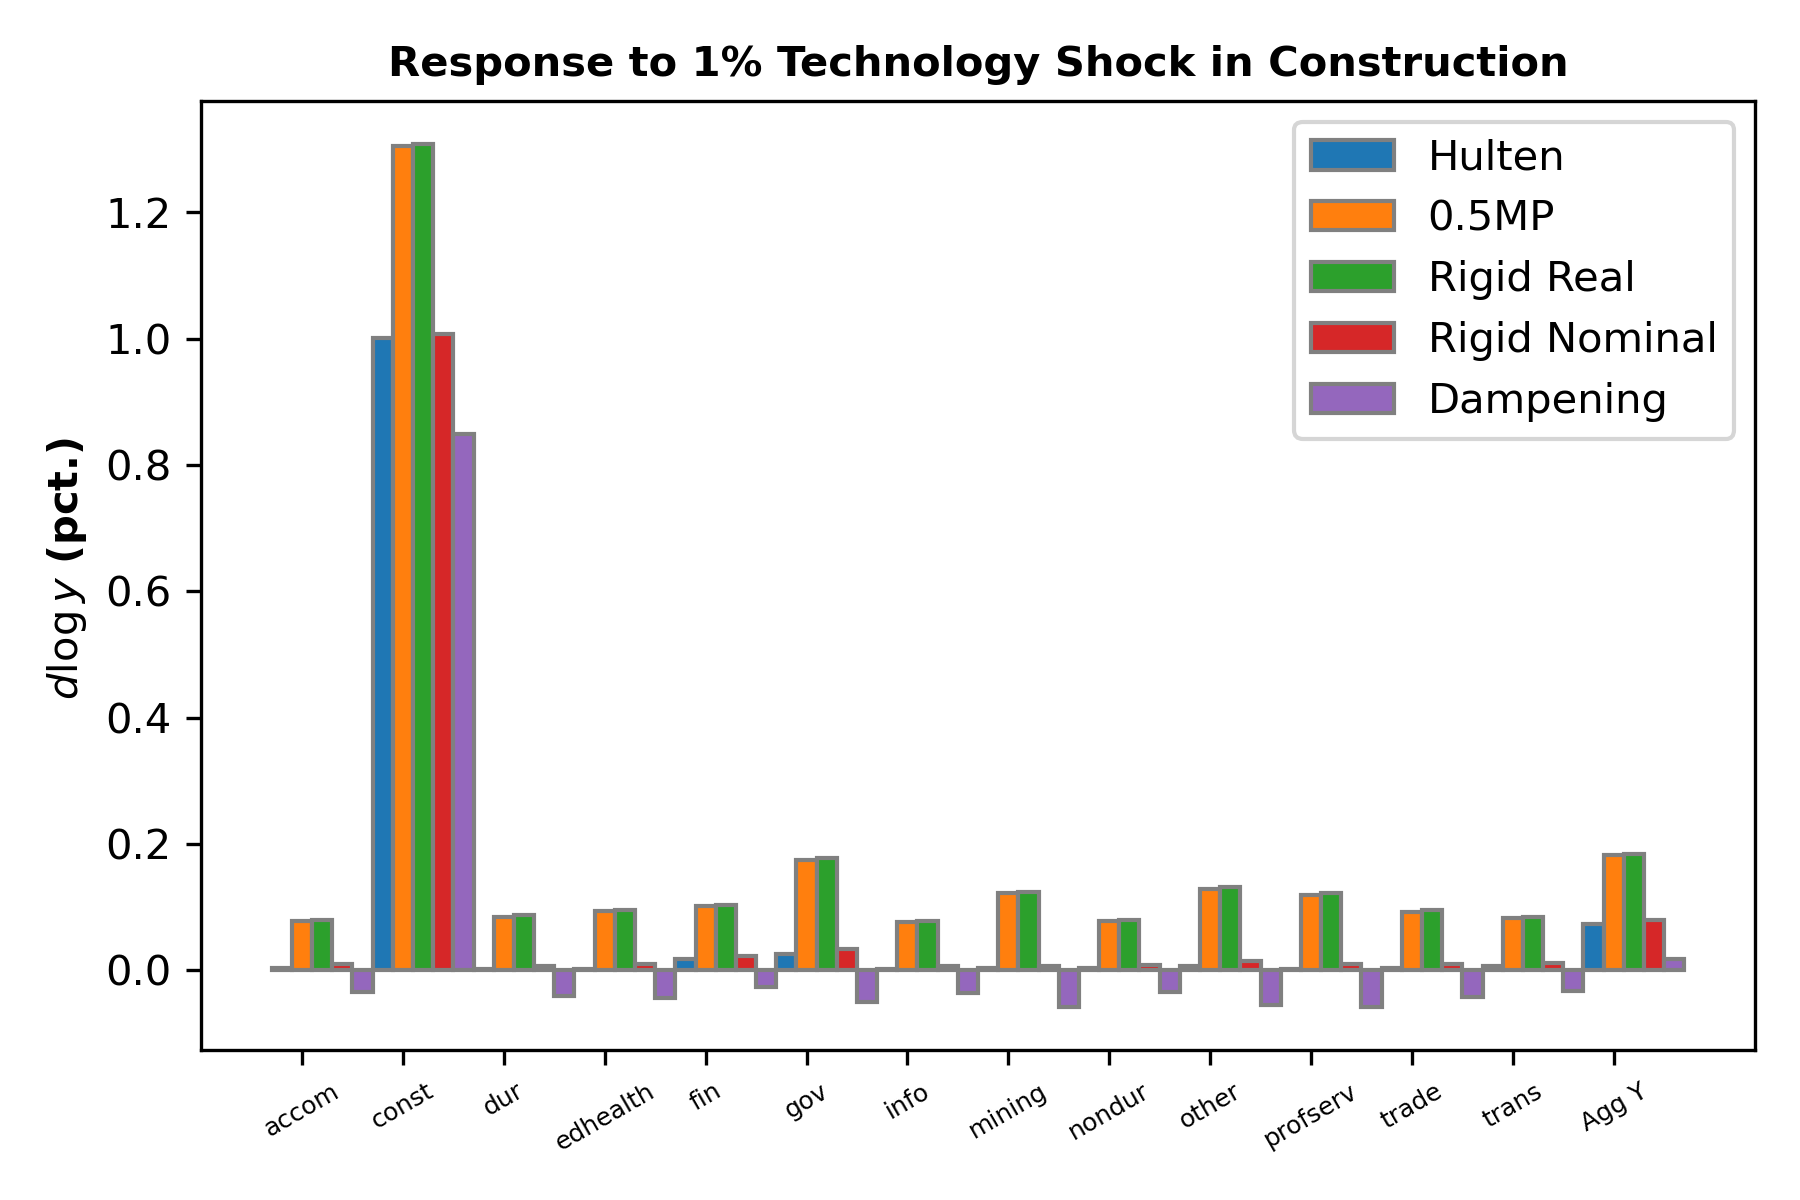 Response to 1% Technology Shock in Construction
Hulten
0.5MP
Rigid Real
Rigid Nominal
Dampening
dlog y (pct.)
1.2
1.0
0.8
0.6
0.4
0.2
0.0
accom
const
dur
edhealth
fin
gov
info
mining
nondur
other
profserv
trade
trans
Agg Y